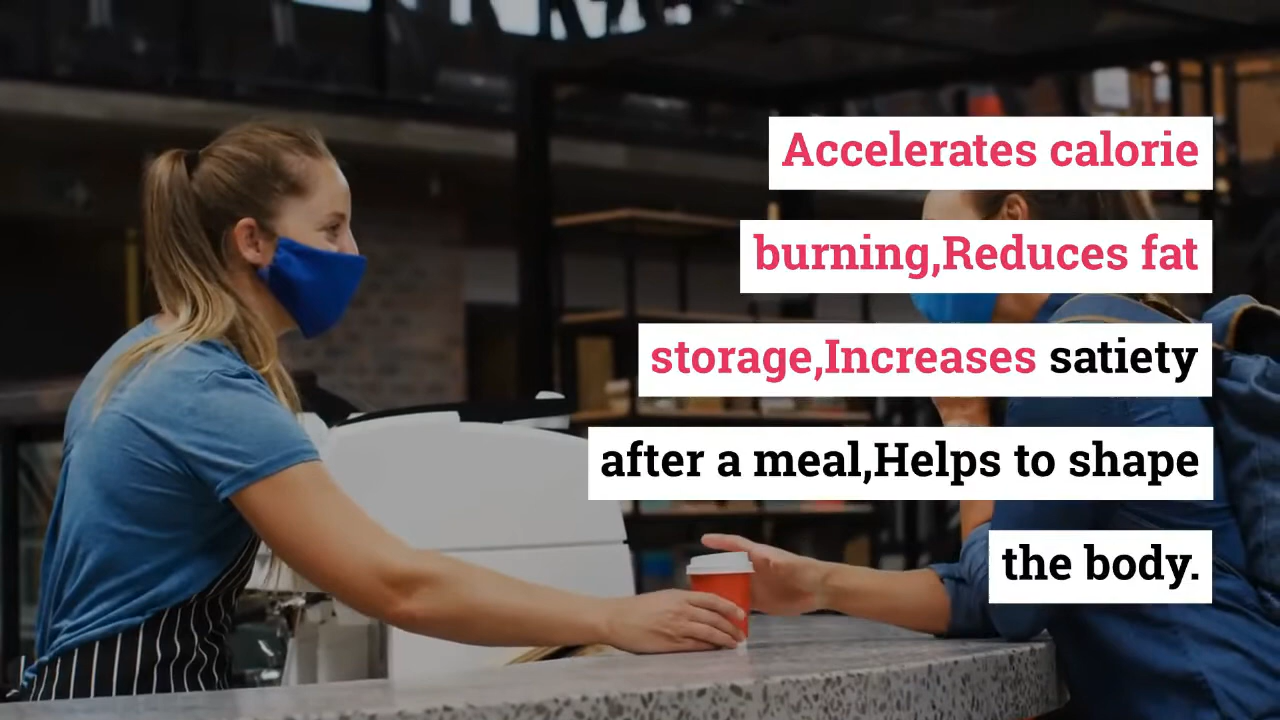 Accelerates calorie
burning,Reduces fat
storage,Increases satiety
after a meal,Helps to shape
the body.